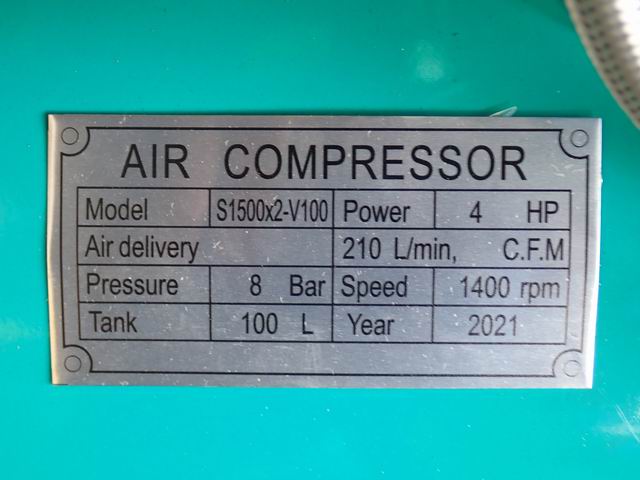 AIR COMPRESSOR
Model S1500x2-V100 Power 4 HP
Air delivery 210 L/min, C.F.M
Pressure 8 Bar Speed 1400 rpm
Tank 100 L Year 2021